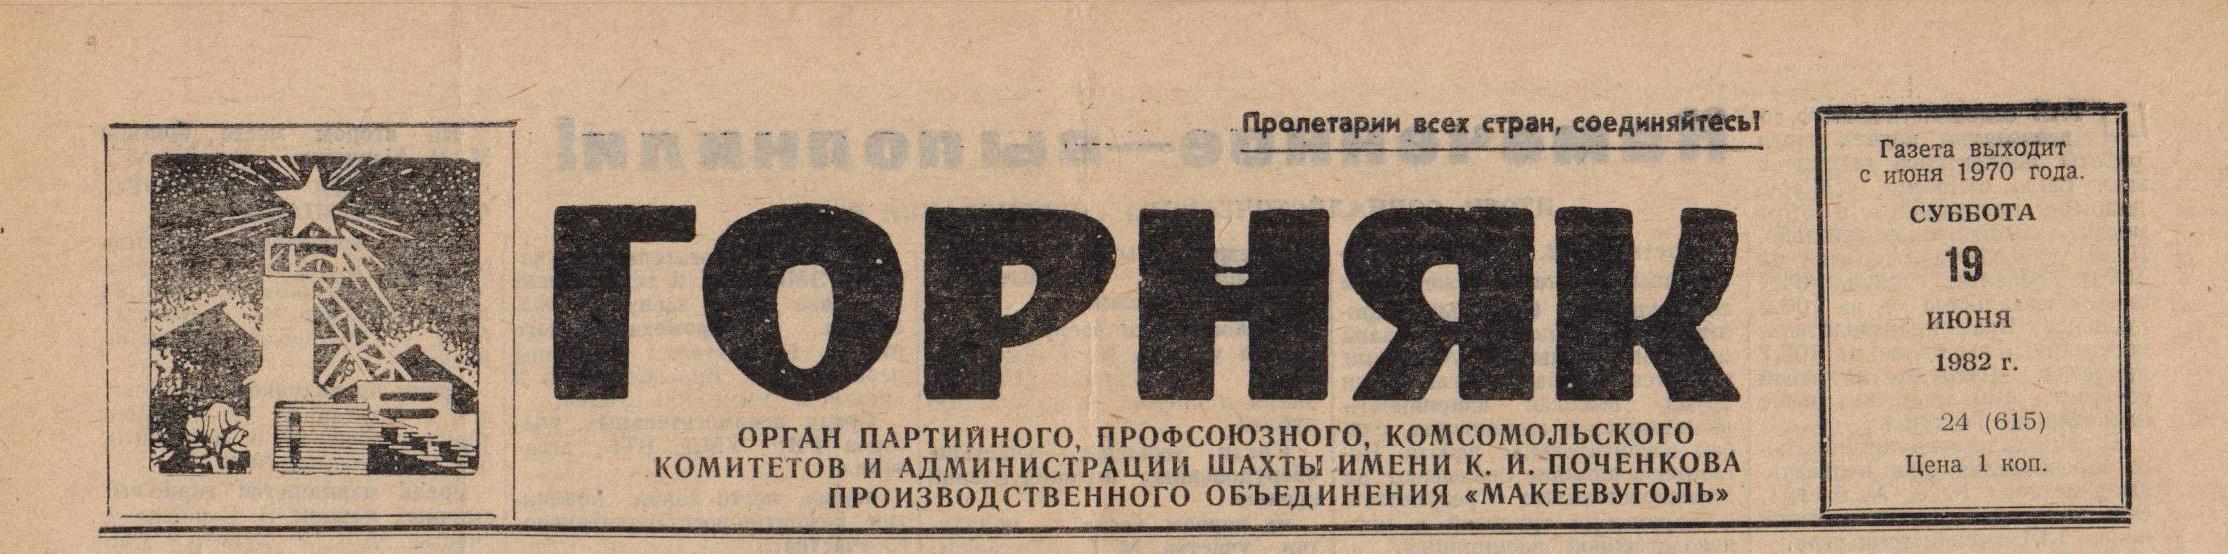 Пролетарии всех стран, соединяйтесь!
ГОРНЯК
ОРГАН ПАРТИЙНОГО, ПРОФСОЮЗНОГО, КОМСОМОЛЬСКОГО
КОМИТЕТОВ И АДМИНИСТРАЦИИ ШАХТЫ ИМЕНИ К. И. ПОЧЕНКОВА
ПРОИЗВОДСТВЕННОГО ОБЪЕДИНЕНИЯ «МАКЕЕВУГОЛЬ»
Газета выходит
с июня 1970 года.
СУББОТА
19
ИЮНЯ
1982 г.
24 (615)
Цена 1 коп.